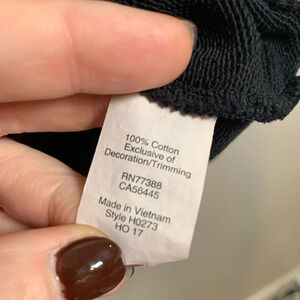 100% Cotton
Exclusive of
Decoration/Trimming
RN77388
CA56445
Made in Vietnam
Style H0273
HO 17